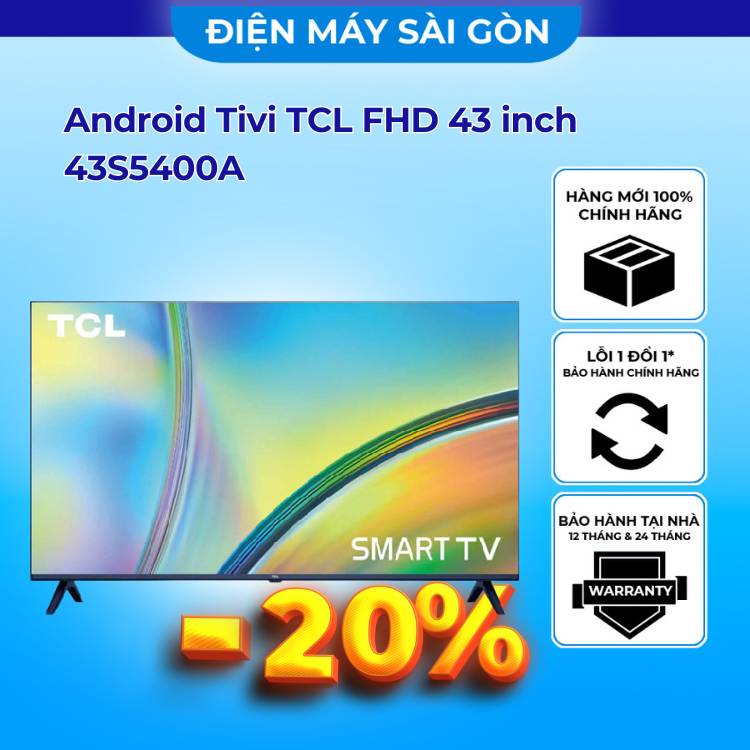 ĐIỆN MÁY SÀI GÒN
Android Tivi TCL FHD 43 inch
43S5400A
HÀNG MỚI 100%
CHÍNH HÃNG
LỖI 1 ĐỔI 1*
BẢO HÀNH CHÍNH HÃNG
BẢO HÀNH TẠI NHÀ
12 THÁNG & 24 THÁNG
WARRANTY
TCL
SMART TV
TCL
-20%